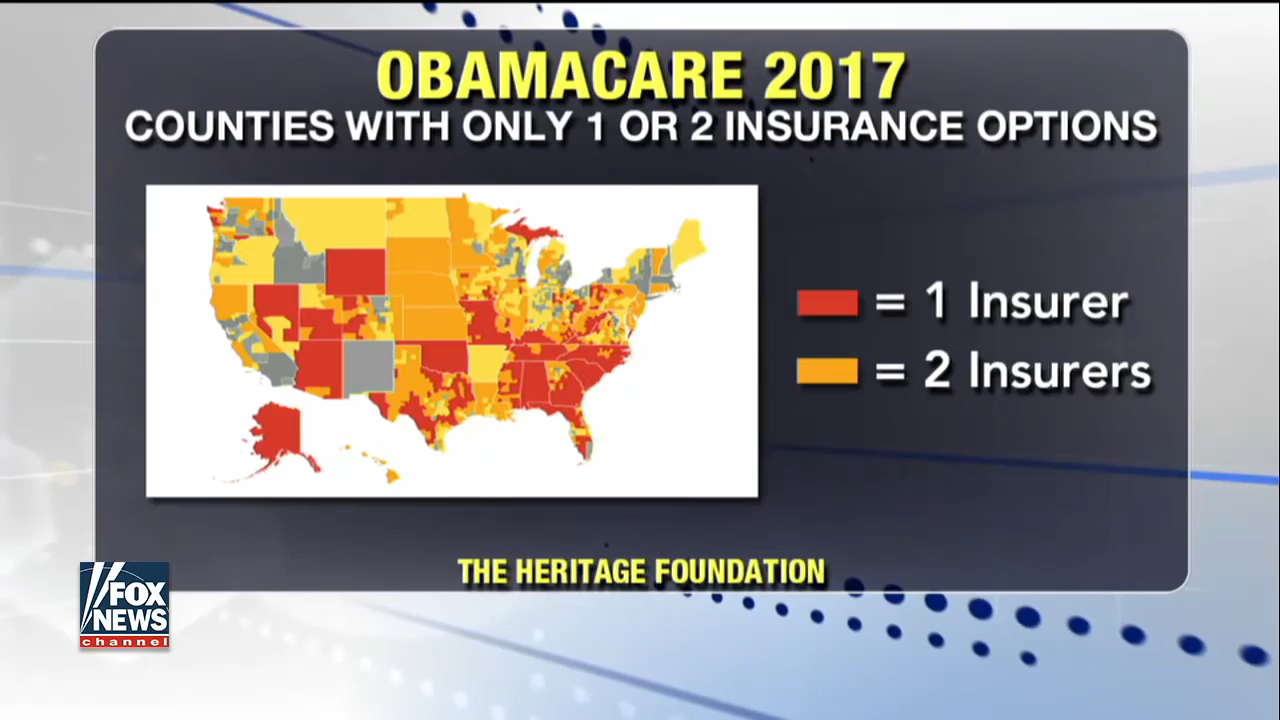 OBAMACARE 2017
COUNTIES WITH ONLY 1 OR 2 INSURANCE OPTIONS
= 1 Insurer
= 2 Insurers
THE HERITAGE FOUNDATION
FOX
NEWS
channel